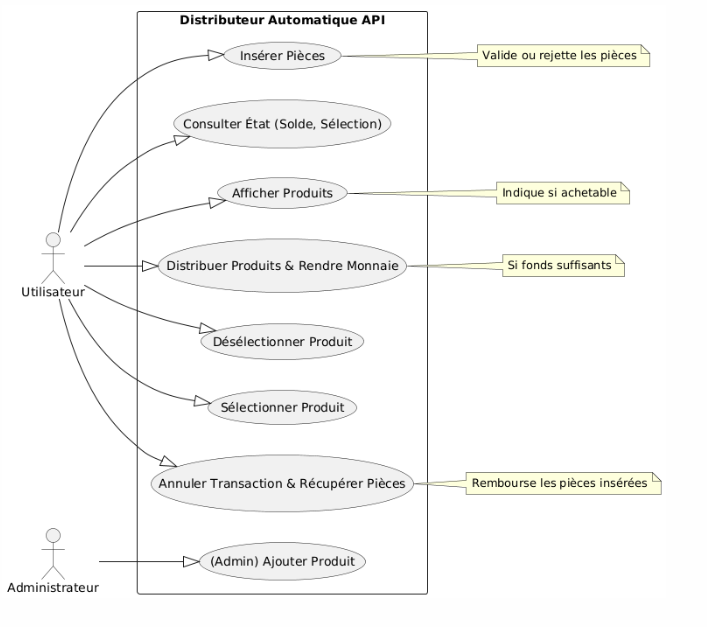 Distributeur Automatique API
Insérer Pièces
Valide ou rejette les pièces
Consulter État (Solde, Sélection)
Afficher Produits
Indique si achetable
Distribuer Produits & Rendre Monnaie
Si fonds suffisants
Utilisateur
Désélectionner Produit
Sélectionner Produit
Annuler Transaction & Récupérer Pièces
Rembourse les pièces insérées
(Admin) Ajouter Produit
Administrateur